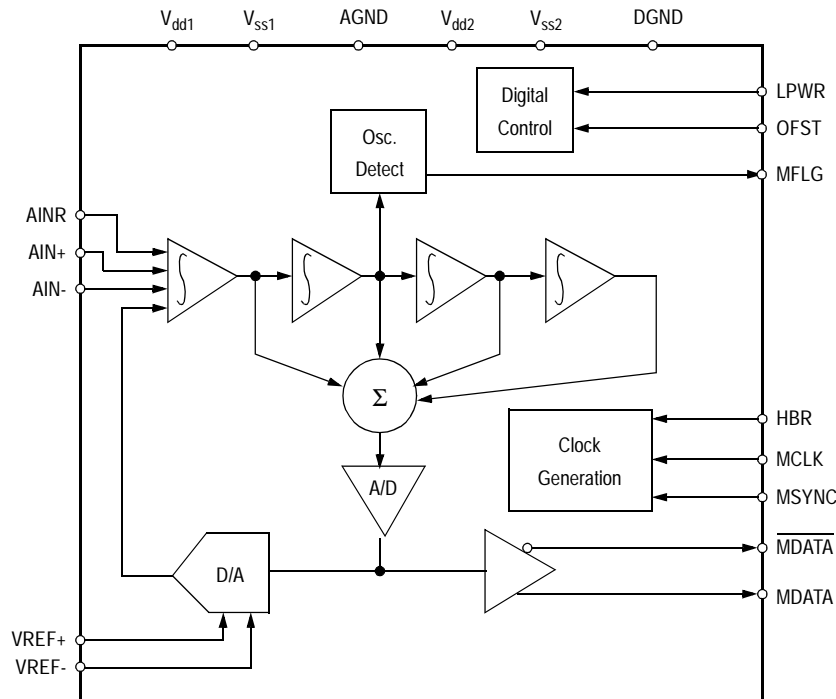 Vdd1 Vss1 AGND Vdd2 Vss2 DGND
Digital
Control
LPWR
OFST
Osc.
Detect
MFLG
AINR
AIN+
AIN-
∫ ∫ ∫ ∫
Σ
HBR
Clock
Generation
MCLK
MSYNC
A/D
MDATA
D/A
MDATA
VREF+
VREF-